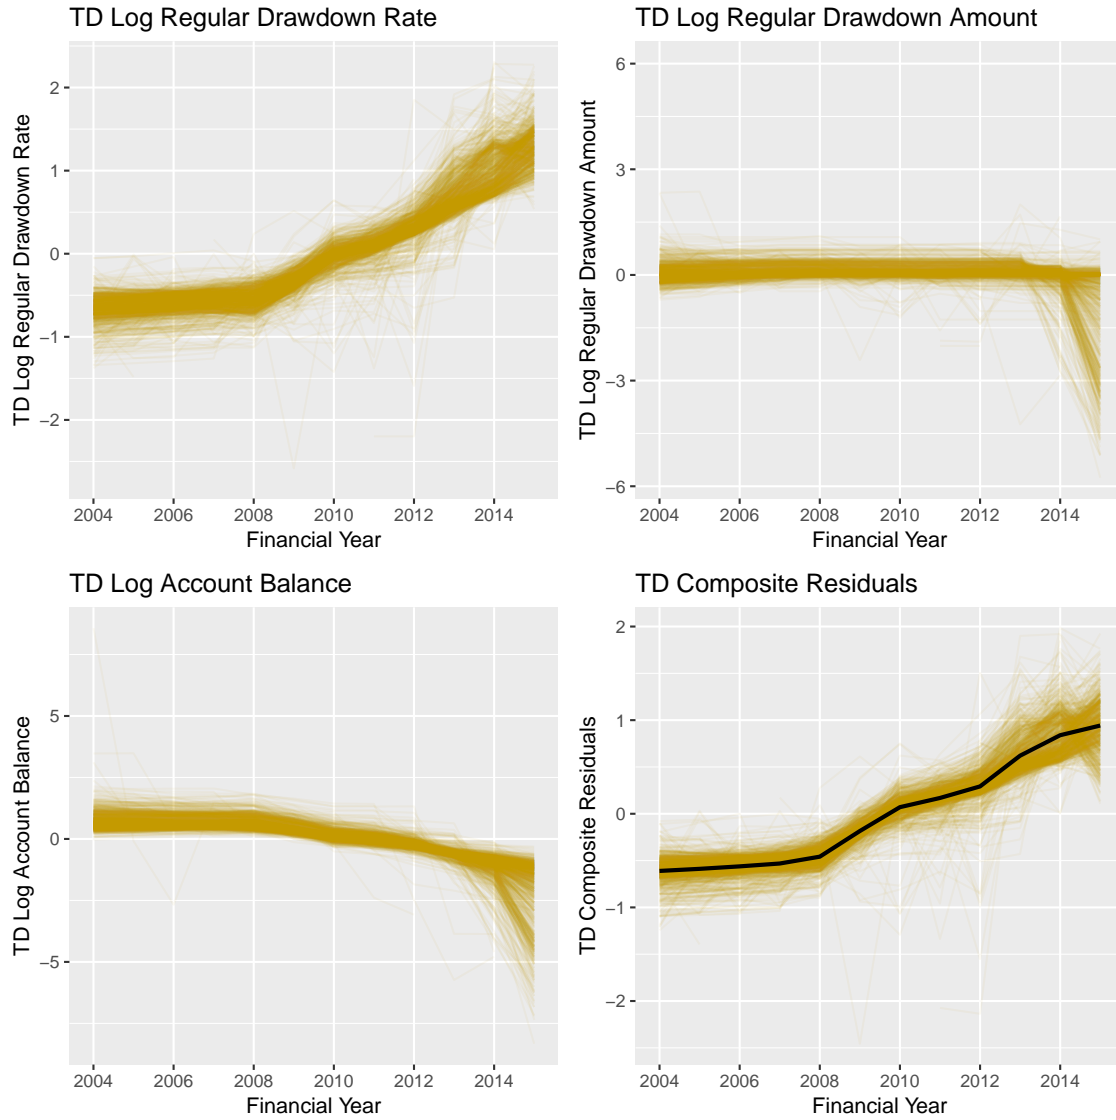 TD Log Regular Drawdown Rate
TD Log Regular Drawdown Rate
2
1
0
−1
−2
2004 2006 2008 2010 2012 2014
Financial Year
TD Log Regular Drawdown Amount
TD Log Regular Drawdown Amount
6
3
0
−3
−6
2004 2006 2008 2010 2012 2014
Financial Year
TD Log Account Balance
TD Log Account Balance
5
0
−5
2004 2006 2008 2010 2012 2014
Financial Year
TD Composite Residuals
TD Composite Residuals
2
1
0
−1
−2
2004 2006 2008 2010 2012 2014
Financial Year